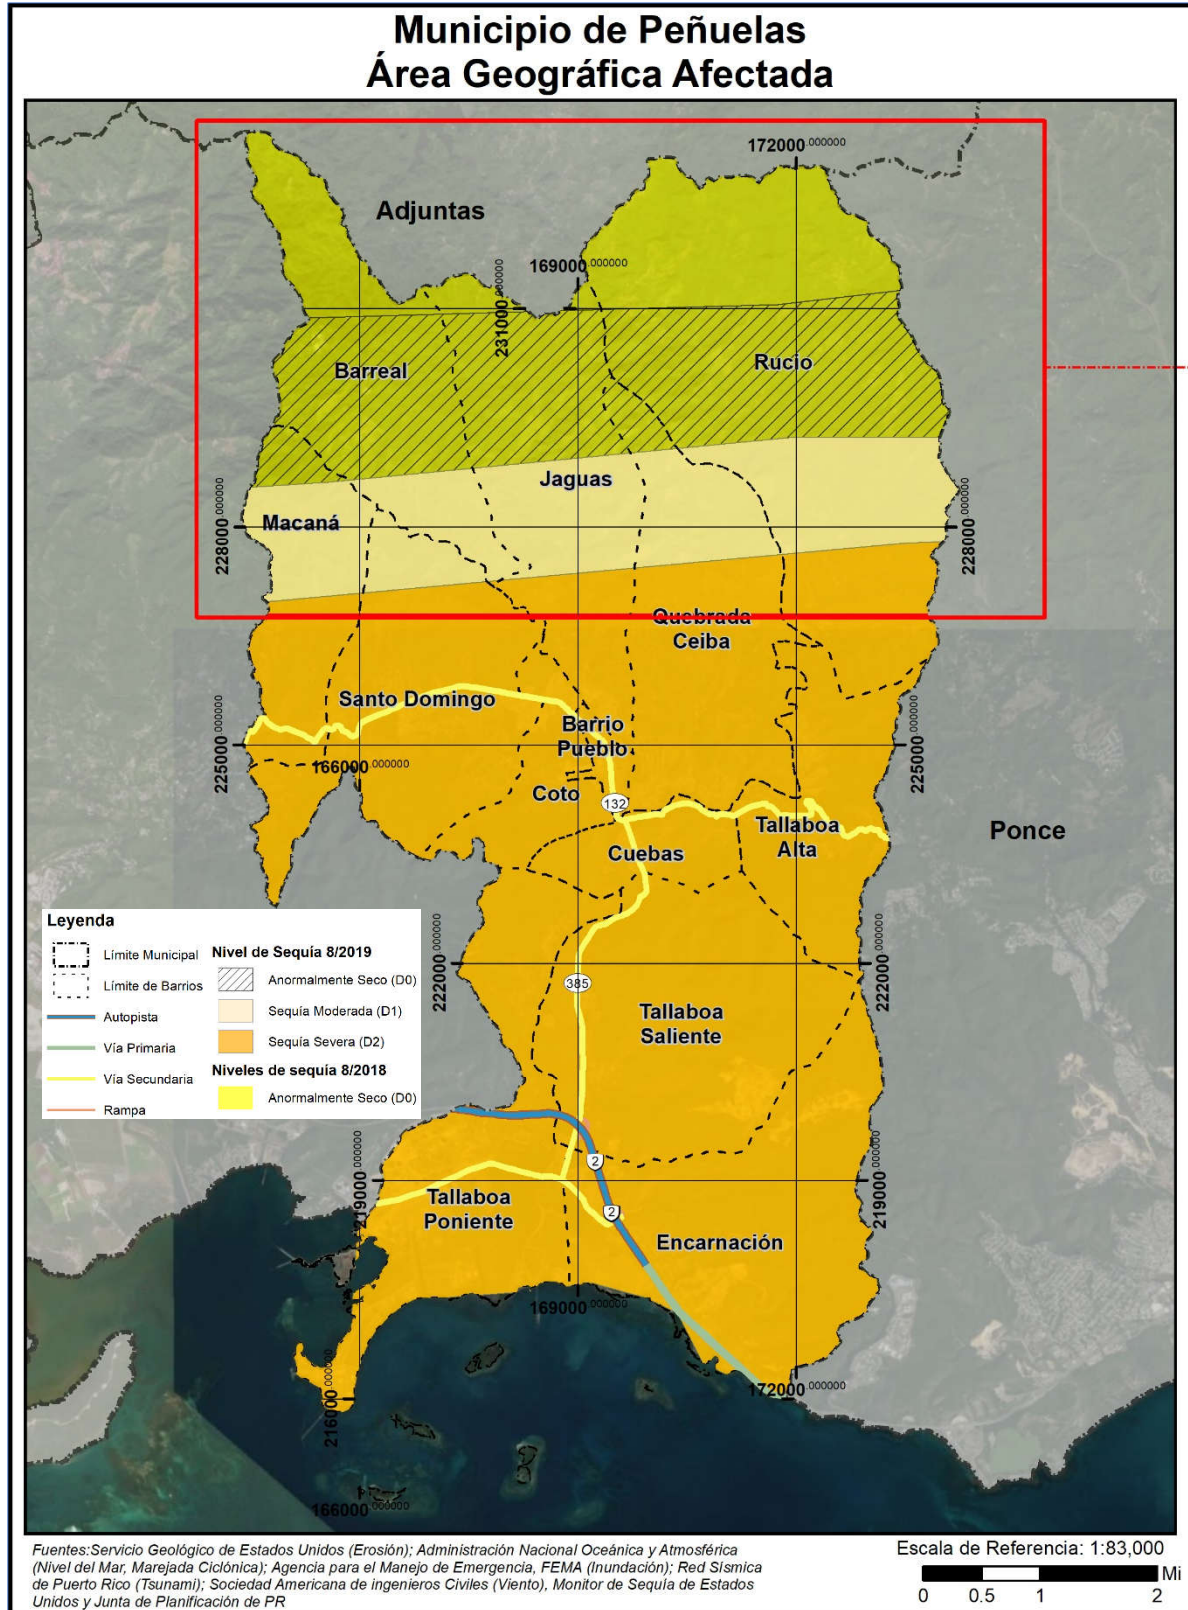 Municipio de Peñuelas
Área Geográfica Afectada
172000.000000
Adjuntas
169000.000000
231000.000000
Barreal
Rucio
Jaguas
Macaná
228000.000000
228000.000000
Quebrada
Ceiba
Santo Domingo
Barrio
Pueblo
225000.000000
225000.000000
166000.000000
Coto
132
Tallaboa
Alta
Ponce
Cuebas
Leyenda
Límite Municipal
Límite de Barrios
Autopista
Vía Primaria
Vía Secundaria
Rampa
Nivel de Sequía 8/2019
Anormalmente Seco (D0)
Sequía Moderada (D1)
Sequía Severa (D2)
Niveles de sequía 8/2018
Anormalmente Seco (D0)
222000.000000
222000.000000
385
Tallaboa
Saliente
2
219000.000000
219000.000000
Tallaboa
Poniente
2
Encarnación
169000.000000
172000.000000
216000.000000
166000.000000
Fuentes:Servicio Geológico de Estados Unidos (Erosión); Administración Nacional Oceánica y Atmosférica
(Nivel del Mar, Marejada Ciclónica); Agencia para el Manejo de Emergencia, FEMA (Inundación); Red Sísmica
de Puerto Rico (Tsunami); Sociedad Americana de ingenieros Civiles (Viento), Monitor de Sequía de Estados
Unidos y Junta de Planificación de PR
Escala de Referencia: 1:83,000
Mi
0 0.5 1 2